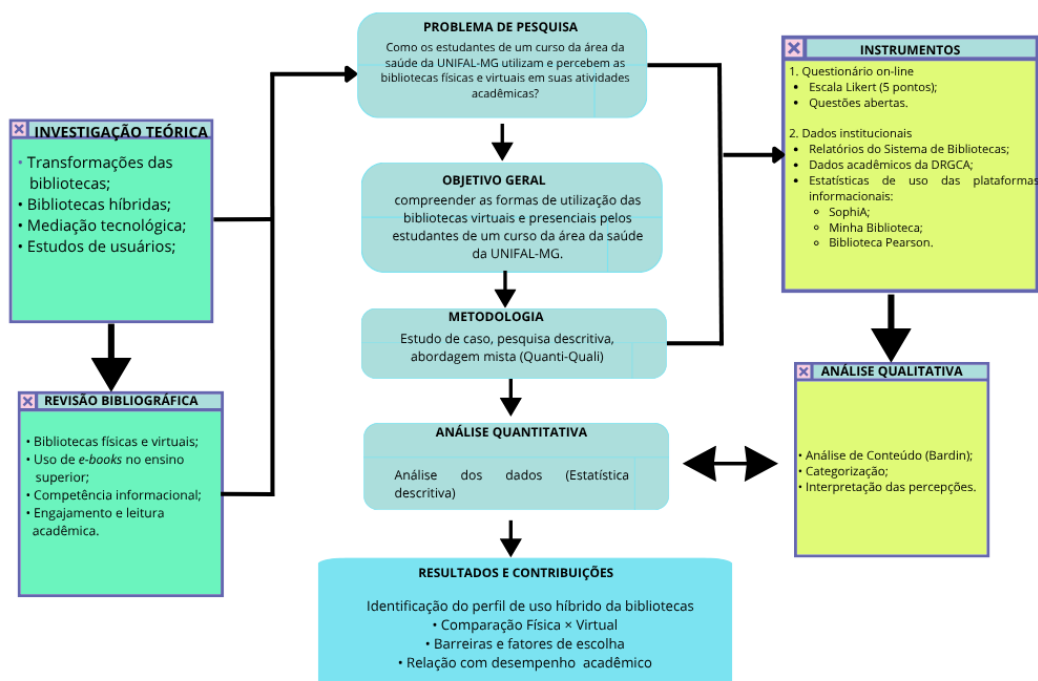 INVESTIGAÇÃO TEÓRICA
• Transformações das
bibliotecas;
• Bibliotecas híbridas;
• Mediação tecnológica;
• Estudos de usuários;
REVISÃO BIBLIOGRÁFICA
• Bibliotecas físicas e virtuais;
• Uso de e-books no ensino
superior;
• Competência informacional;
• Engajamento e leitura
acadêmica.
PROBLEMA DE PESQUISA
Como os estudantes de um curso da área da
saúde da UNIFAL-MG utilizam e percebem as
bibliotecas físicas e virtuais em suas atividades
acadêmicas?
OBJETIVO GERAL
compreender as formas de utilização das
bibliotecas virtuais e presenciais pelos
estudantes de um curso da área da saúde
da UNIFAL-MG.
METODOLOGIA
Estudo de caso, pesquisa descritiva,
abordagem mista (Quanti-Quali)
ANÁLISE QUANTITATIVA
Análise dos dados (Estatística
descritiva)
RESULTADOS E CONTRIBUIÇÕES
Identificação do perfil de uso híbrido da bibliotecas
• Comparação Física × Virtual
• Barreiras e fatores de escolha
• Relação com desempenho acadêmico
INSTRUMENTOS
1. Questionário on-line
• Escala Likert (5 pontos);
• Questões abertas.
2. Dados institucionais
• Relatórios do Sistema de Bibliotecas;
• Dados acadêmicos da DRGCA;
• Estatísticas de uso das plataformas
informacionais:
○ SophiA;
○ Minha Biblioteca;
○ Biblioteca Pearson.
ANÁLISE QUALITATIVA
• Análise de Conteúdo (Bardin);
• Categorização;
• Interpretação das percepções.